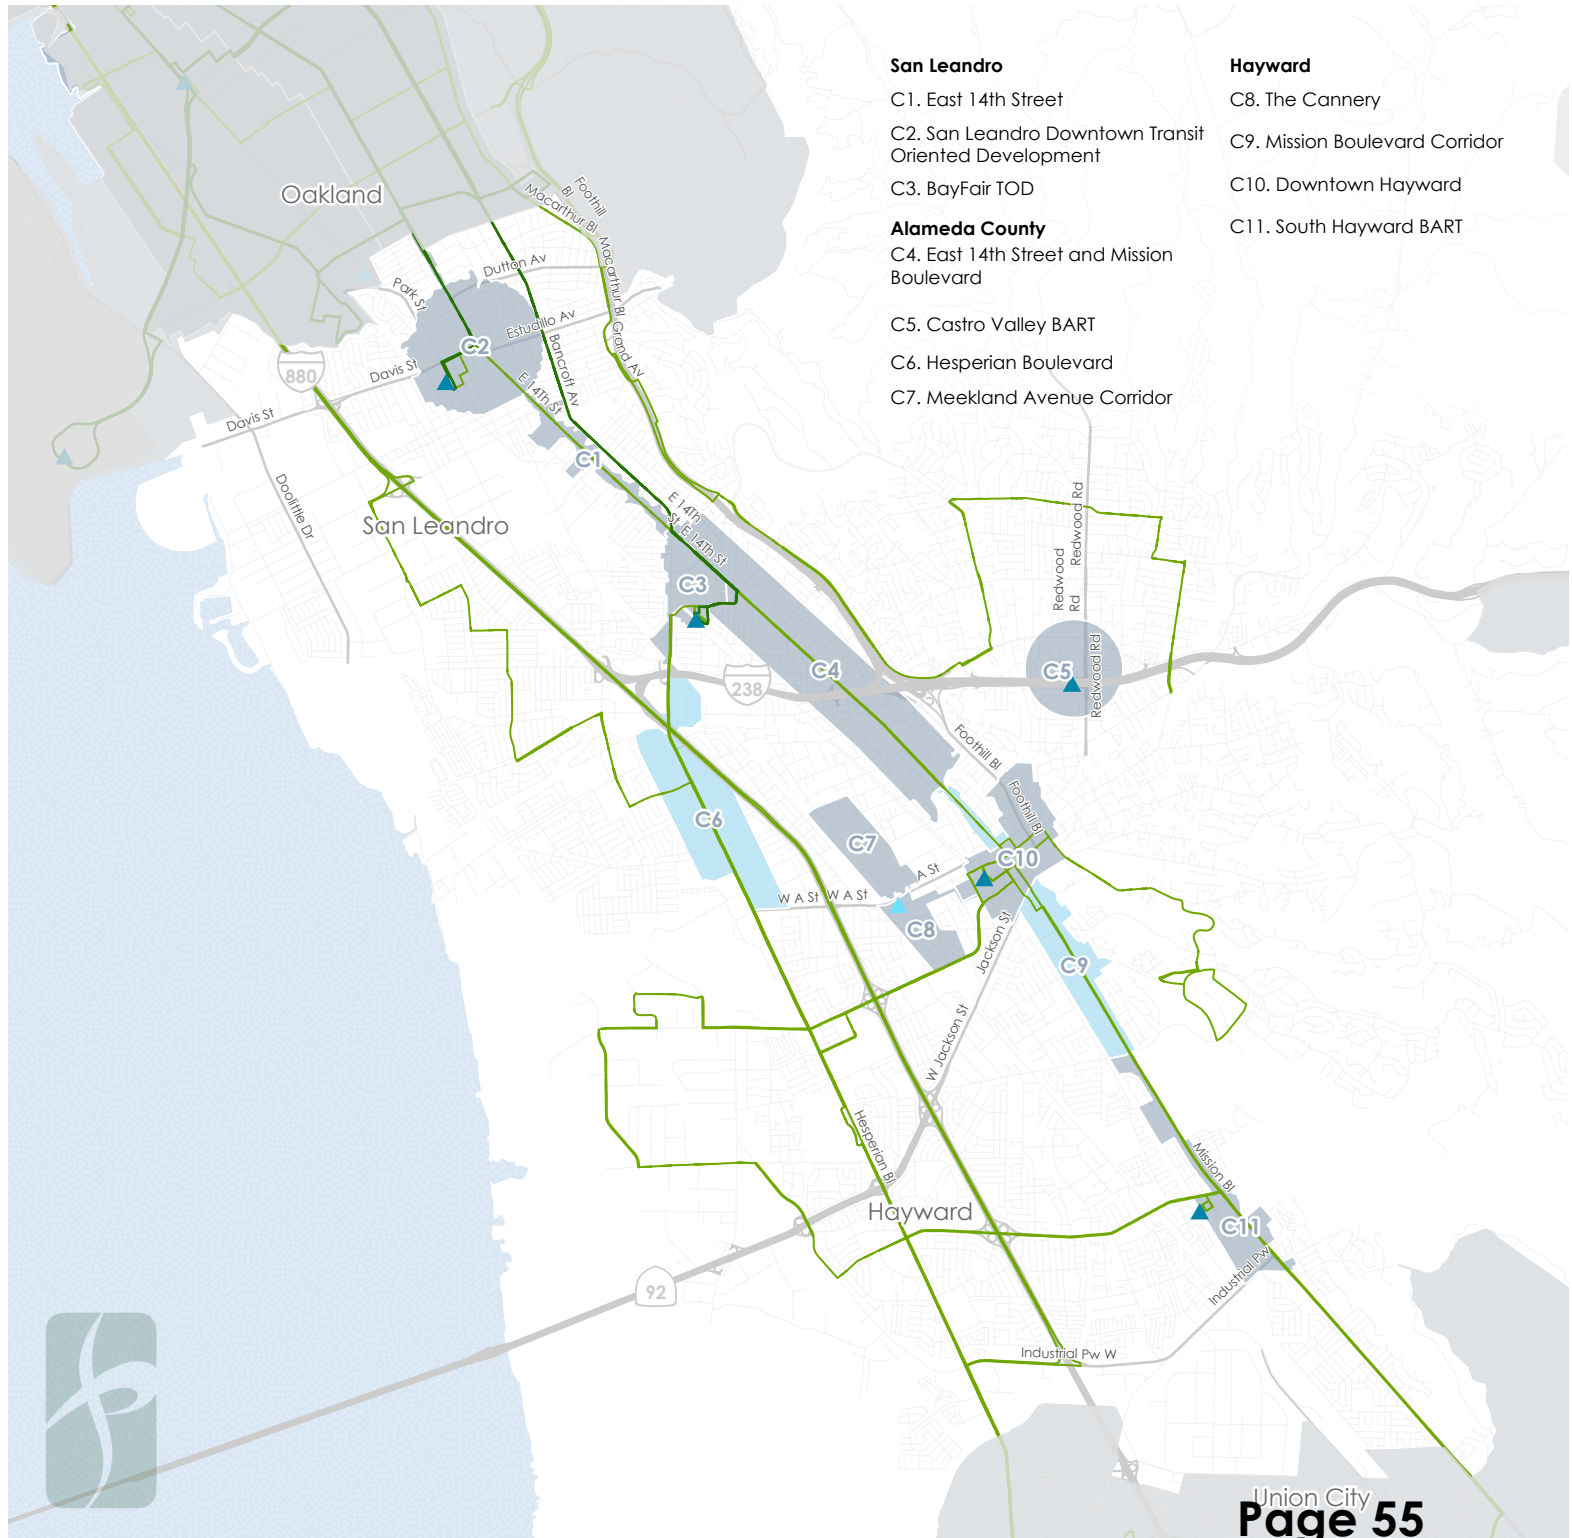 San Leandro
C1. East 14th Street
C2. San Leandro Downtown Transit
Oriented Development
C3. BayFair TOD
Alameda County
C4. East 14th Street and Mission
Boulevard
C5. Castro Valley BART
C6. Hesperian Boulevard
C7. Meekland Avenue Corridor
Hayward
C8. The Cannery
C9. Mission Boulevard Corridor
C10. Downtown Hayward
C11. South Hayward BART
Oakland
Foothill
Bl
Macarthur Bl
Macarthur Bl
Grand Av
Dutton Av
Park St
Estudillo Av
C2
Bancroft Av
880
Davis St
Davis St
E 14Th St
C1
Doolittle Dr
San Leandro
E 14Th
St
E 14Th St
C3
Redwood Rd
Redwood
Rd
Redwood Rd
C4
C5
238
Foothill Bl
Foothill Bl
C6
C7
C10
A St
W A St
W A St
C8
Jackson St
C9
W Jackson St
Hesperian Bl
Mission Bl
Hayward
C11
Industrial Pw
92
Industrial Pw W
Union City
Page 55